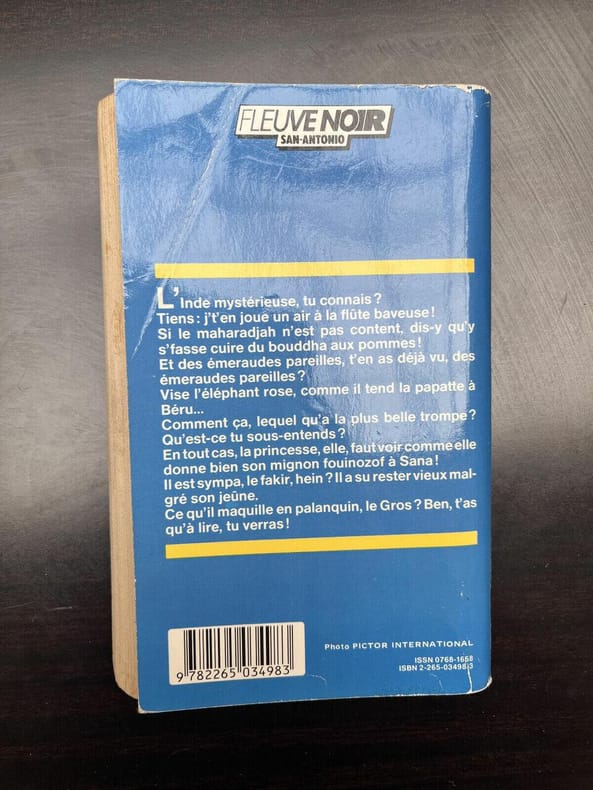 FLEUVE NOIR
SAN-ANTONIO
L'Inde mystérieuse, tu connais?
Tiens: j't'en joue un air à la flûte baveuse!
Si le maharadjah n'est pas content, dis-y qu'y
s'fasse cuire du bouddha aux pommes!
Et des émeraudes pareilles, t'en as déjà vu, des
émeraudes pareilles?
Vise l'éléphant rose, comme il tend la papatte à
Béru...
Comment ça, lequel qu'a la plus belle trompe?
Qu'est-ce tu sous-entends?
En tout cas, la princesse, elle, faut voir comme elle
donne bien son mignon fouinozof à Sana!
Il est sympa, le fakir, hein? Il a su rester vieux mal-
gré son jeûne.
Ce qu'il maquille en palanquin, le Gros? Ben, t'as
qu'à lire, tu verras!
Photo PICTOR INTERNATIONAL
ISSN 0768-1658
ISBN 2-265-03498-3
9 782265 034983